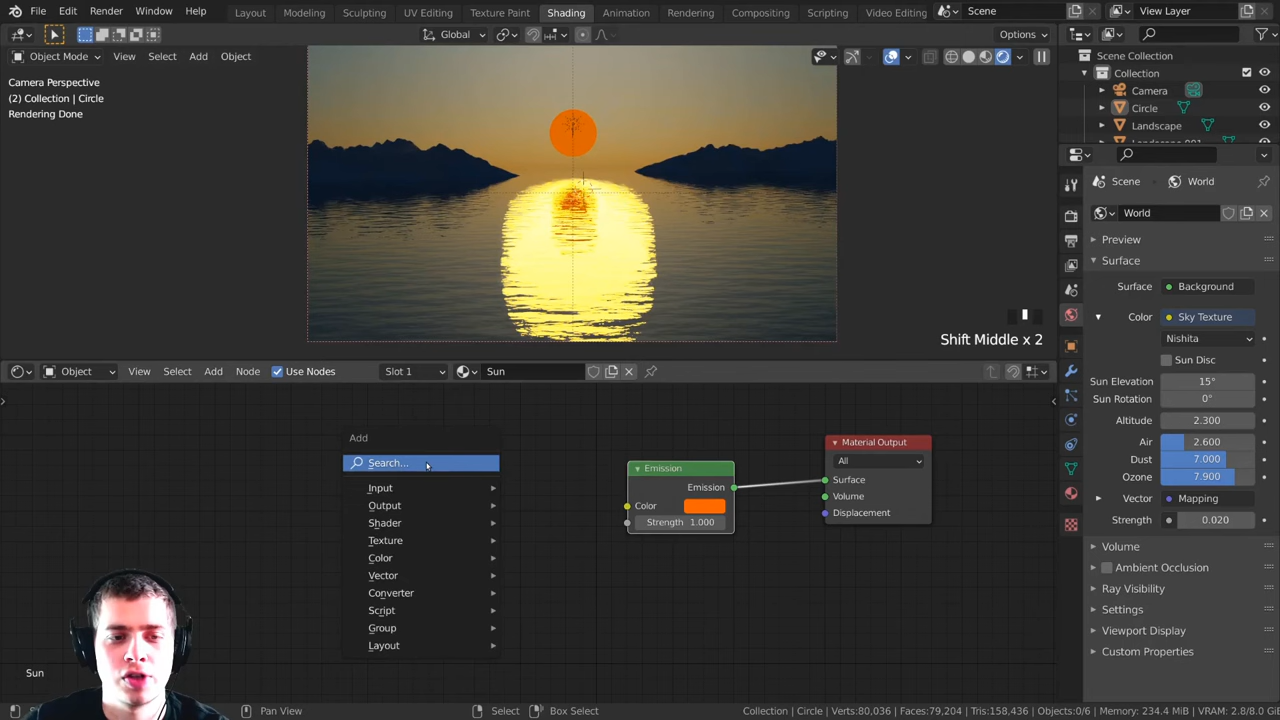 File Edit Render Window Help Layout Modeling Sculpting UV Editing Texture Paint Shading Animation Rendering Compositing Scripting Video Editing Scene View Layer
Global Options
Object Mode View Select Add Object
Camera Perspective
(2) Collection | Circle
Rendering Done
Shift Middle x 2
Scene Collection
Collection
Camera
Circle
Landscape
Scene World
World
Preview
Surface
Surface Background
Color Sky Texture
Nishita
Sun Disc
Sun Elevation 15°
Sun Rotation 0°
Altitude 2.300
Air 2.600
Dust 7.000
Ozone 7.900
Vector Mapping
Strength 0.020
Volume
Ambient Occlusion
Ray Visibility
Settings
Viewport Display
Custom Properties
Object View Select Add Node Use Nodes Slot 1 Sun
Add
Search...
Input
Output
Shader
Texture
Color
Vector
Converter
Script
Group
Layout
Emission
Emission
Color
Strength 1.000
Material Output
All
Surface
Volume
Displacement
Sun
Pan View Select Box Select Collection | Circle Verts:80,036 Faces:79,204 Tris:158,436 Objects:0/6 Memory: 234.4 MiB VRAM: 2.8/8.0 G